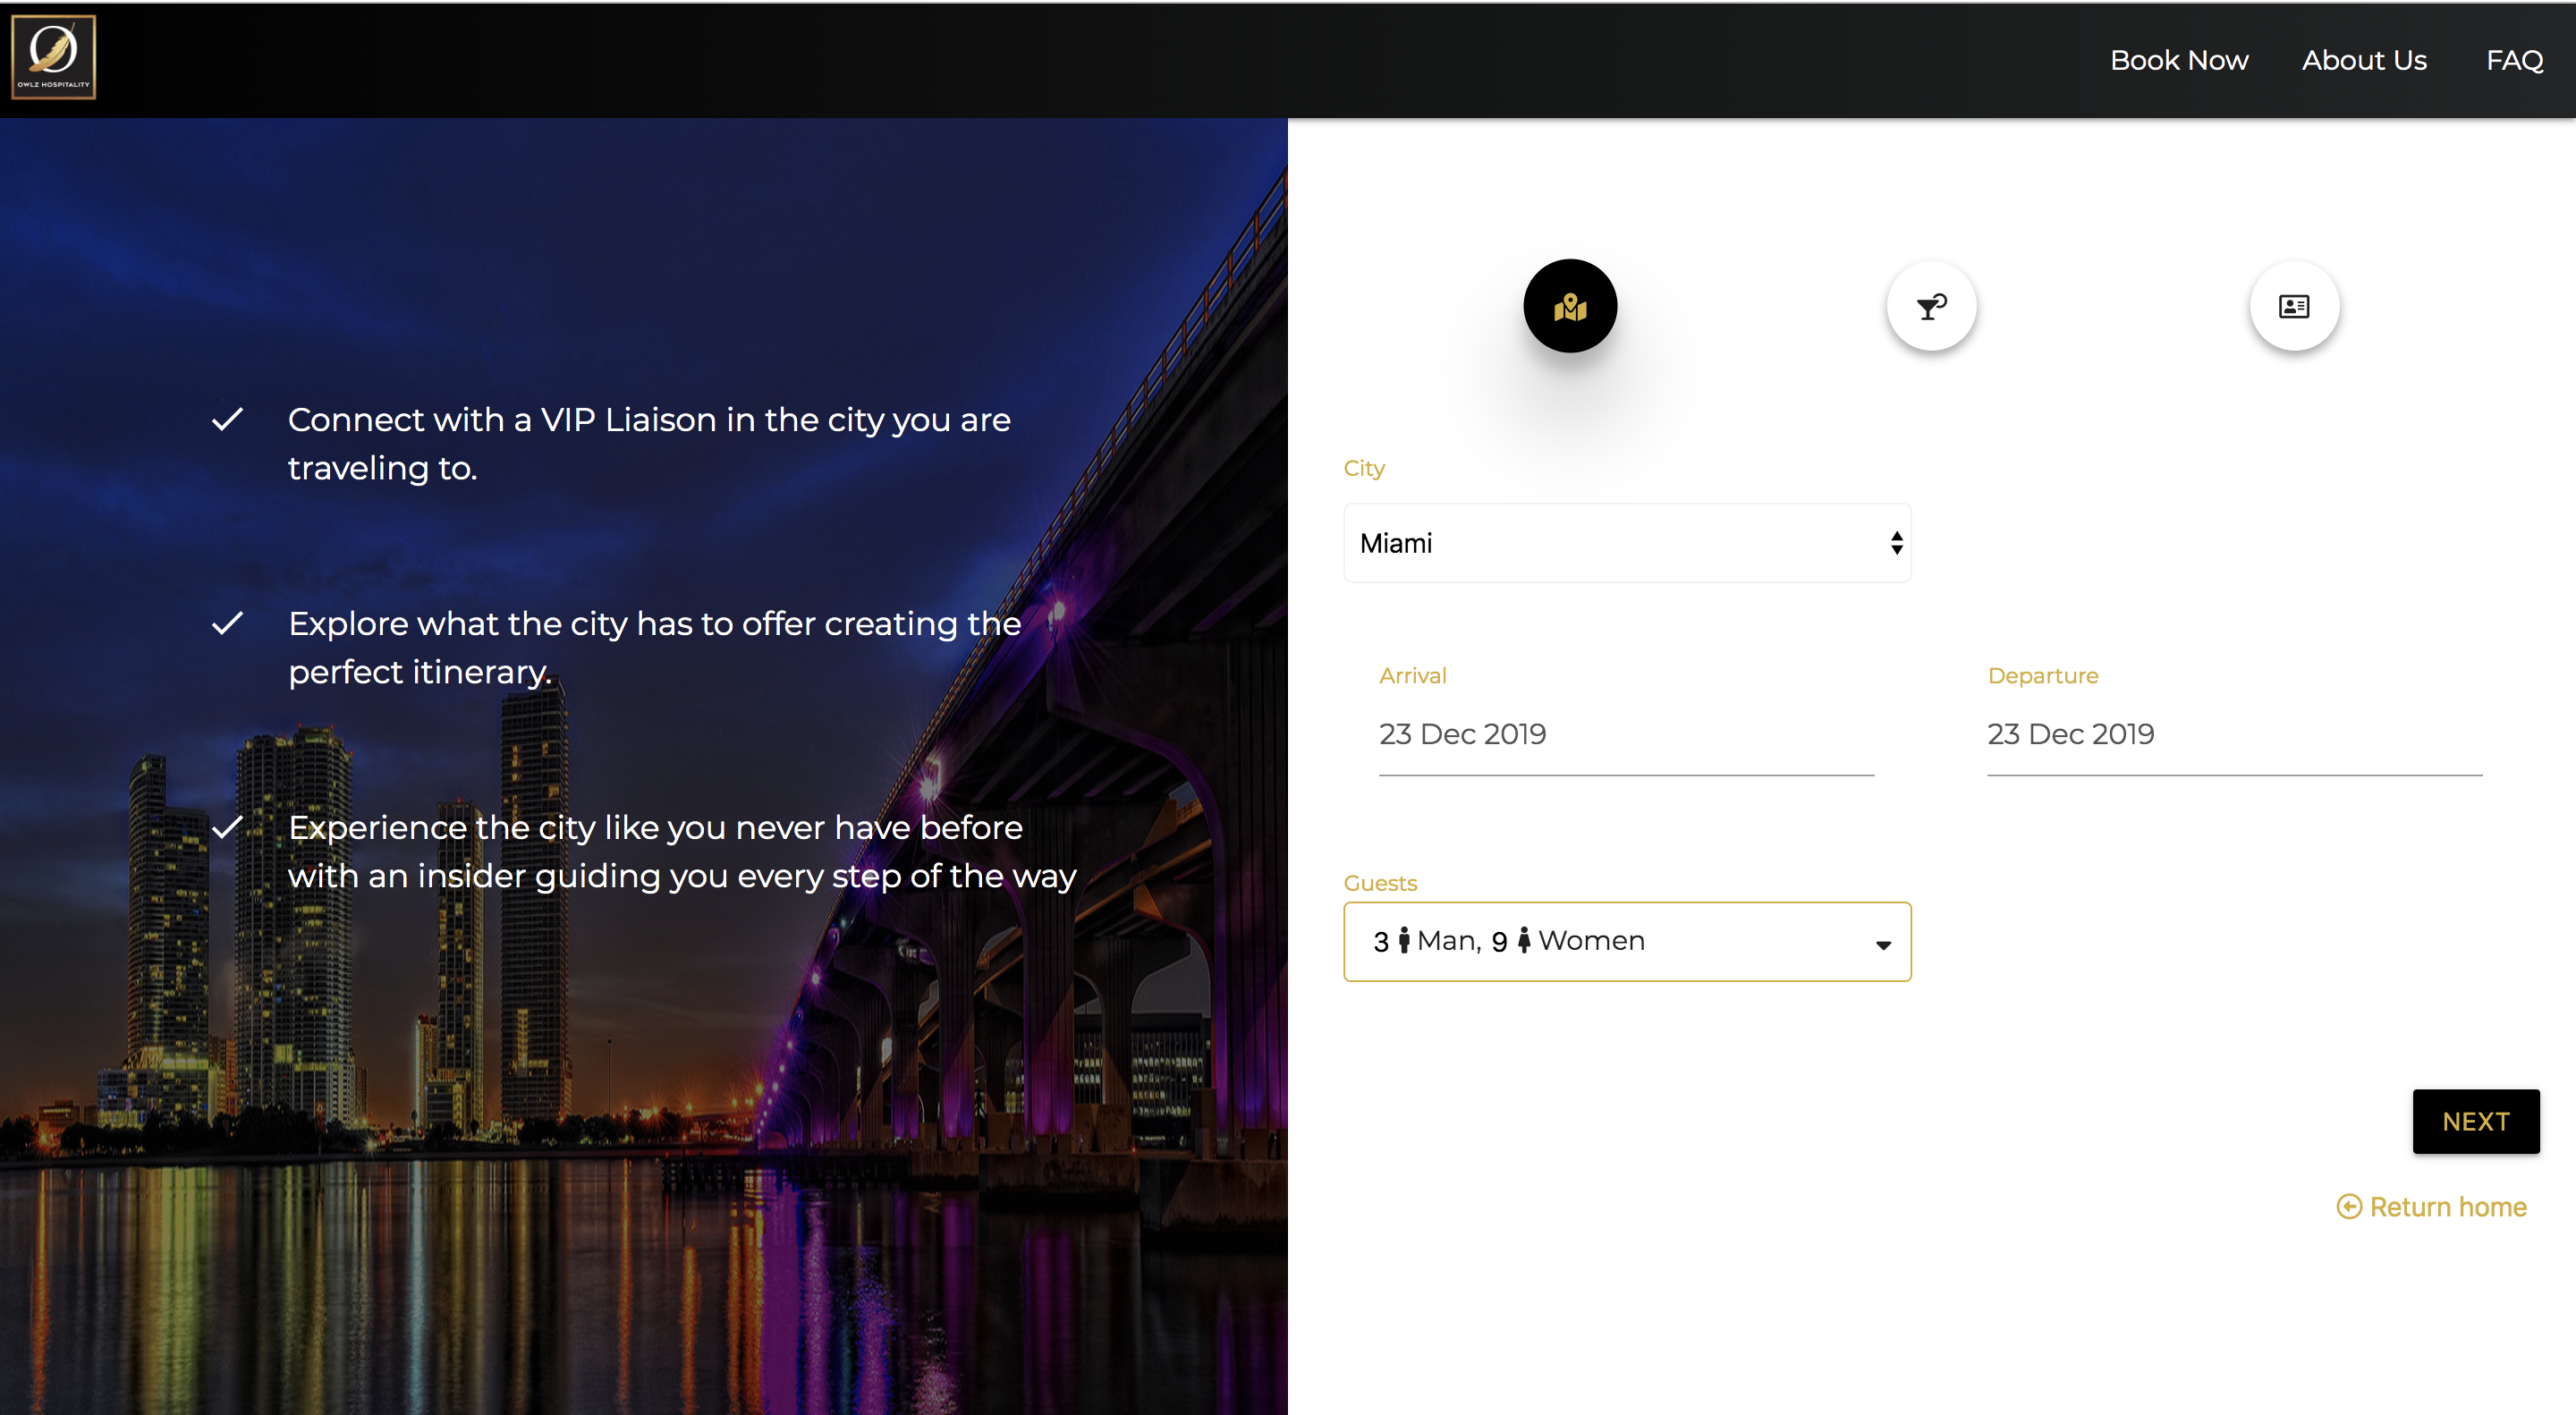 OWLZ HOSPITALITY
Book Now About Us FAQ
Connect with a VIP Liaison in the city you are
traveling to.
Explore what the city has to offer creating the
perfect itinerary.
Experience the city like you never have before
with an insider guiding you every step of the way
City
Miami
Arrival Departure
23 Dec 2019 23 Dec 2019
Guests
3 Man, 9 Women
NEXT
Return home